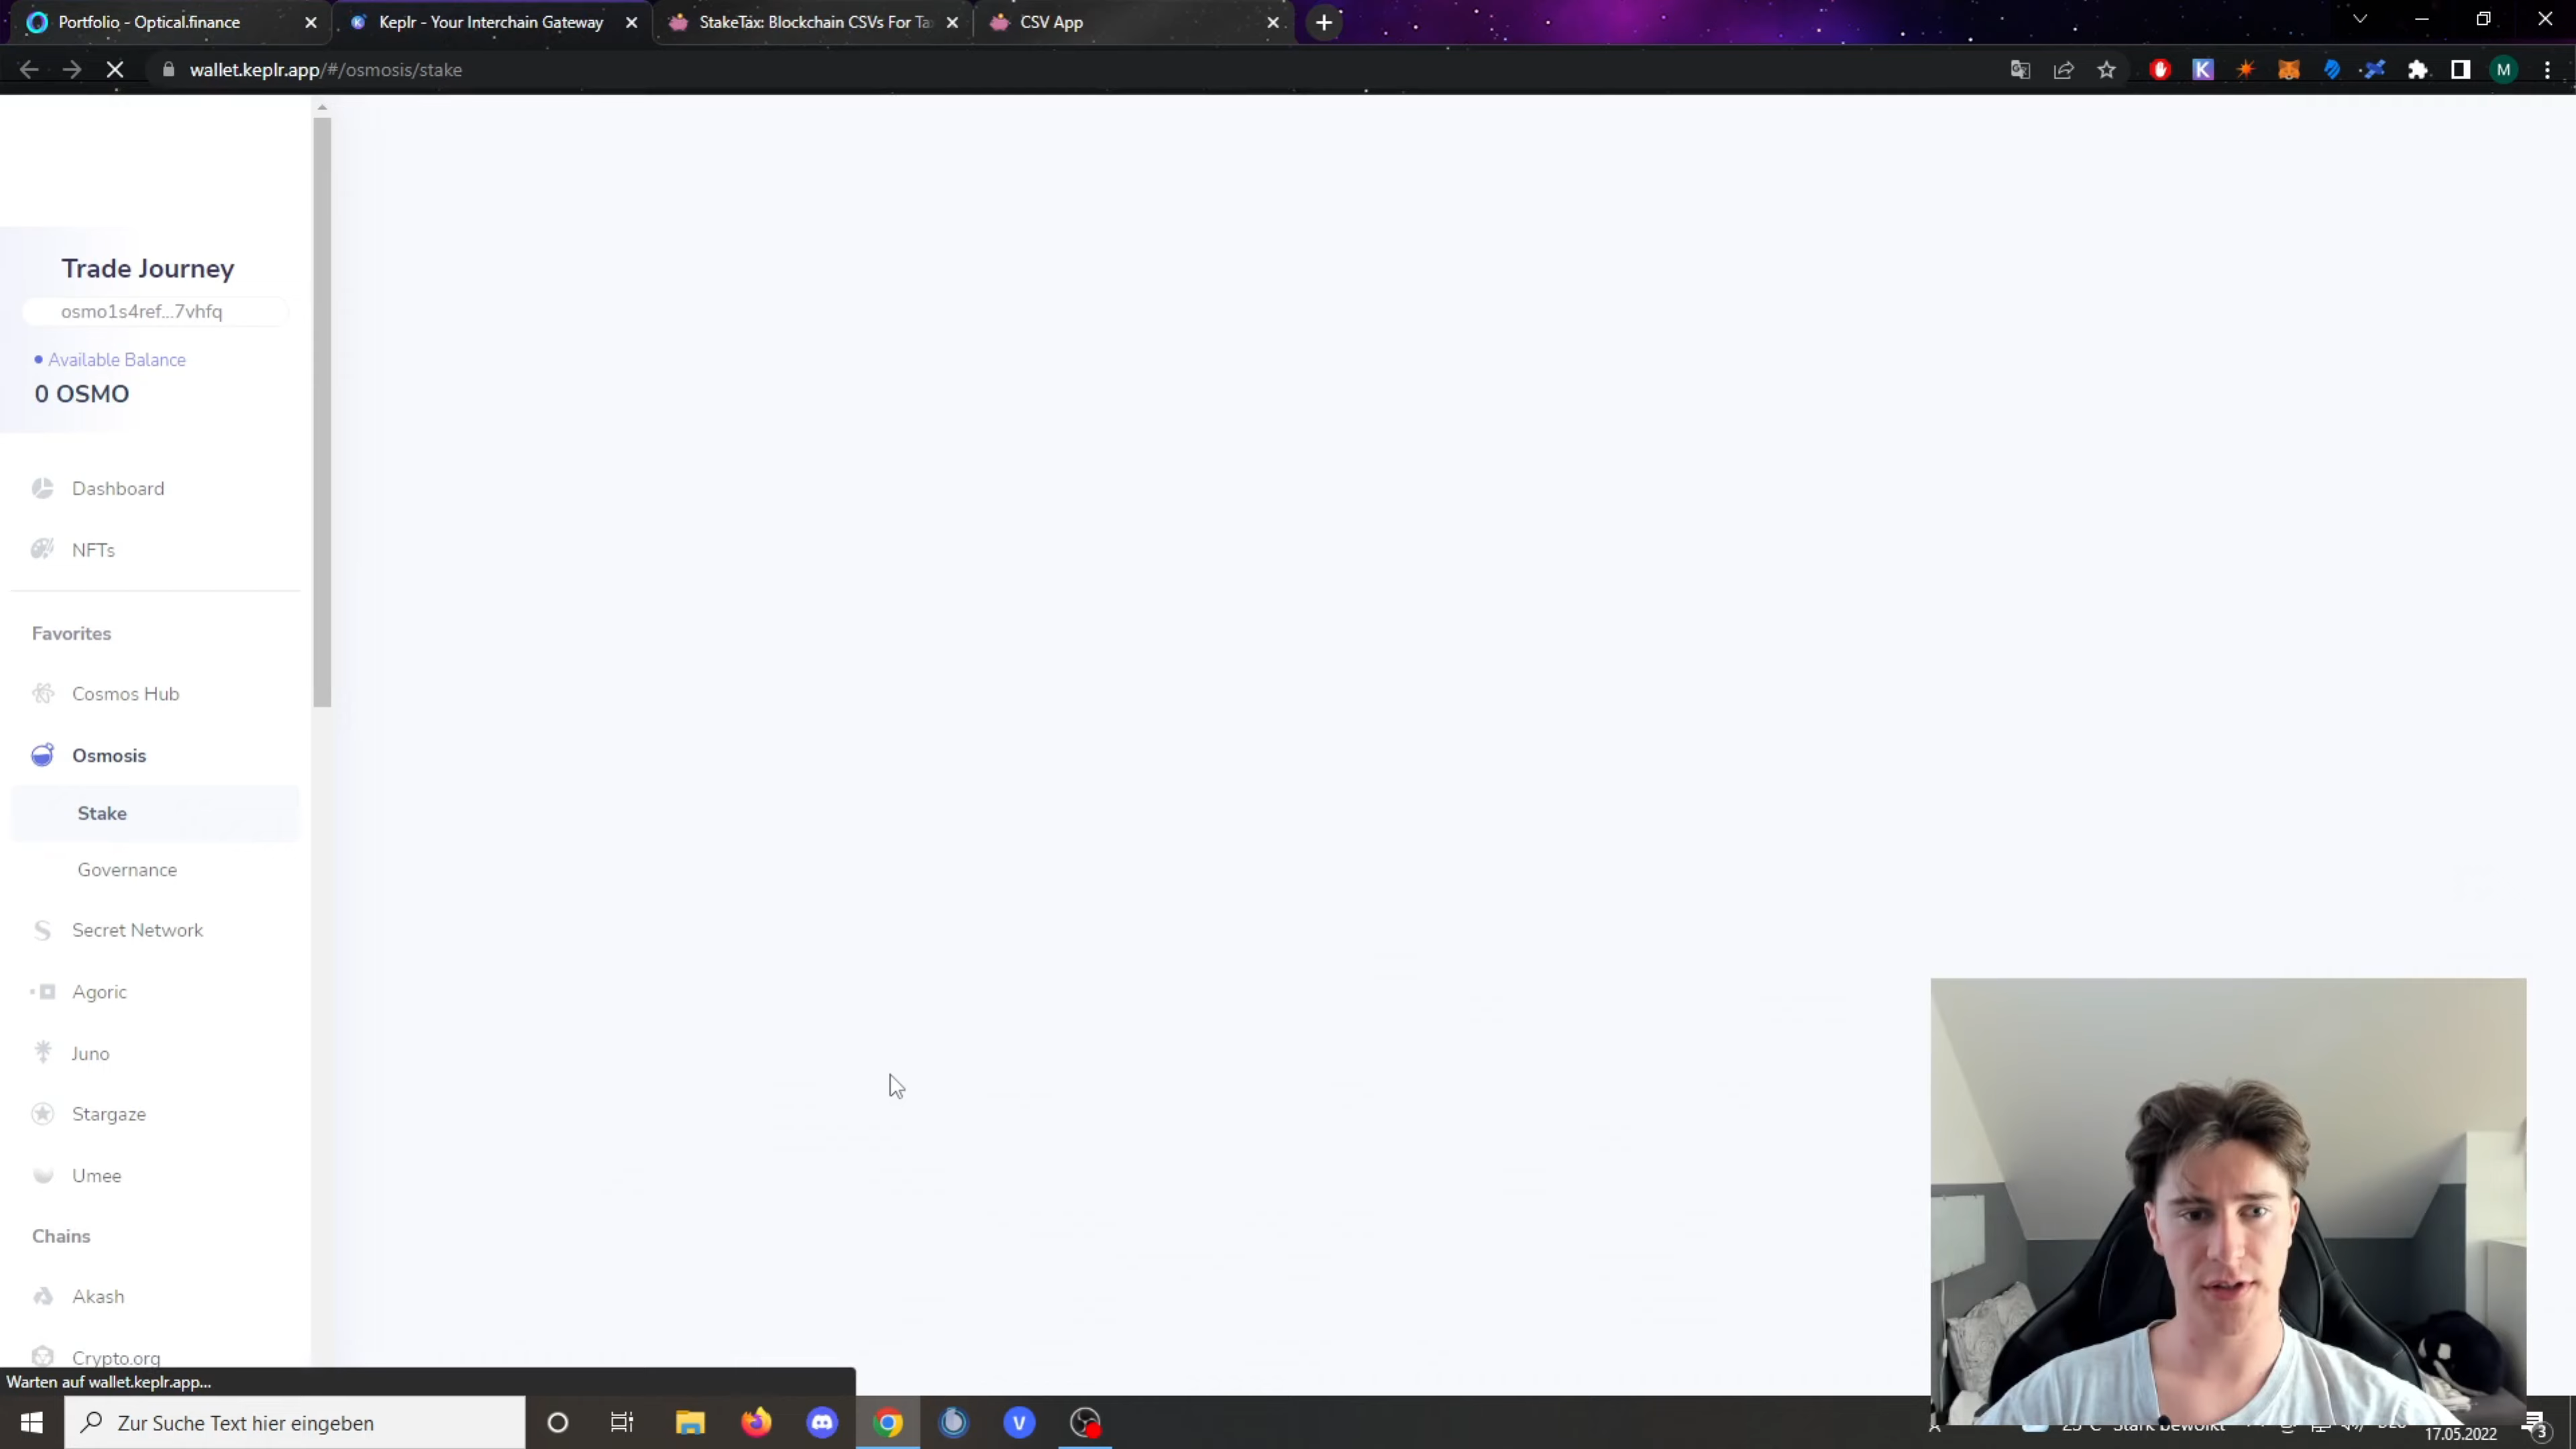 Portfolio - Optical.finance
Keplr - Your Interchain Gateway
StakeTax: Blockchain CSVs For Ta
CSV App
wallet.keplr.app/#/osmosis/stake
M
Trade Journey
osmo1s4ref...7vhfq
Available Balance
0 OSMO
Dashboard
NFTs
Favorites
Cosmos Hub
Osmosis
Stake
Governance
Secret Network
Agoric
Juno
Stargaze
Umee
Chains
Akash
Crypto.org
Warten auf wallet.keplr.app...
Zur Suche Text hier eingeben
17.05.2022
3